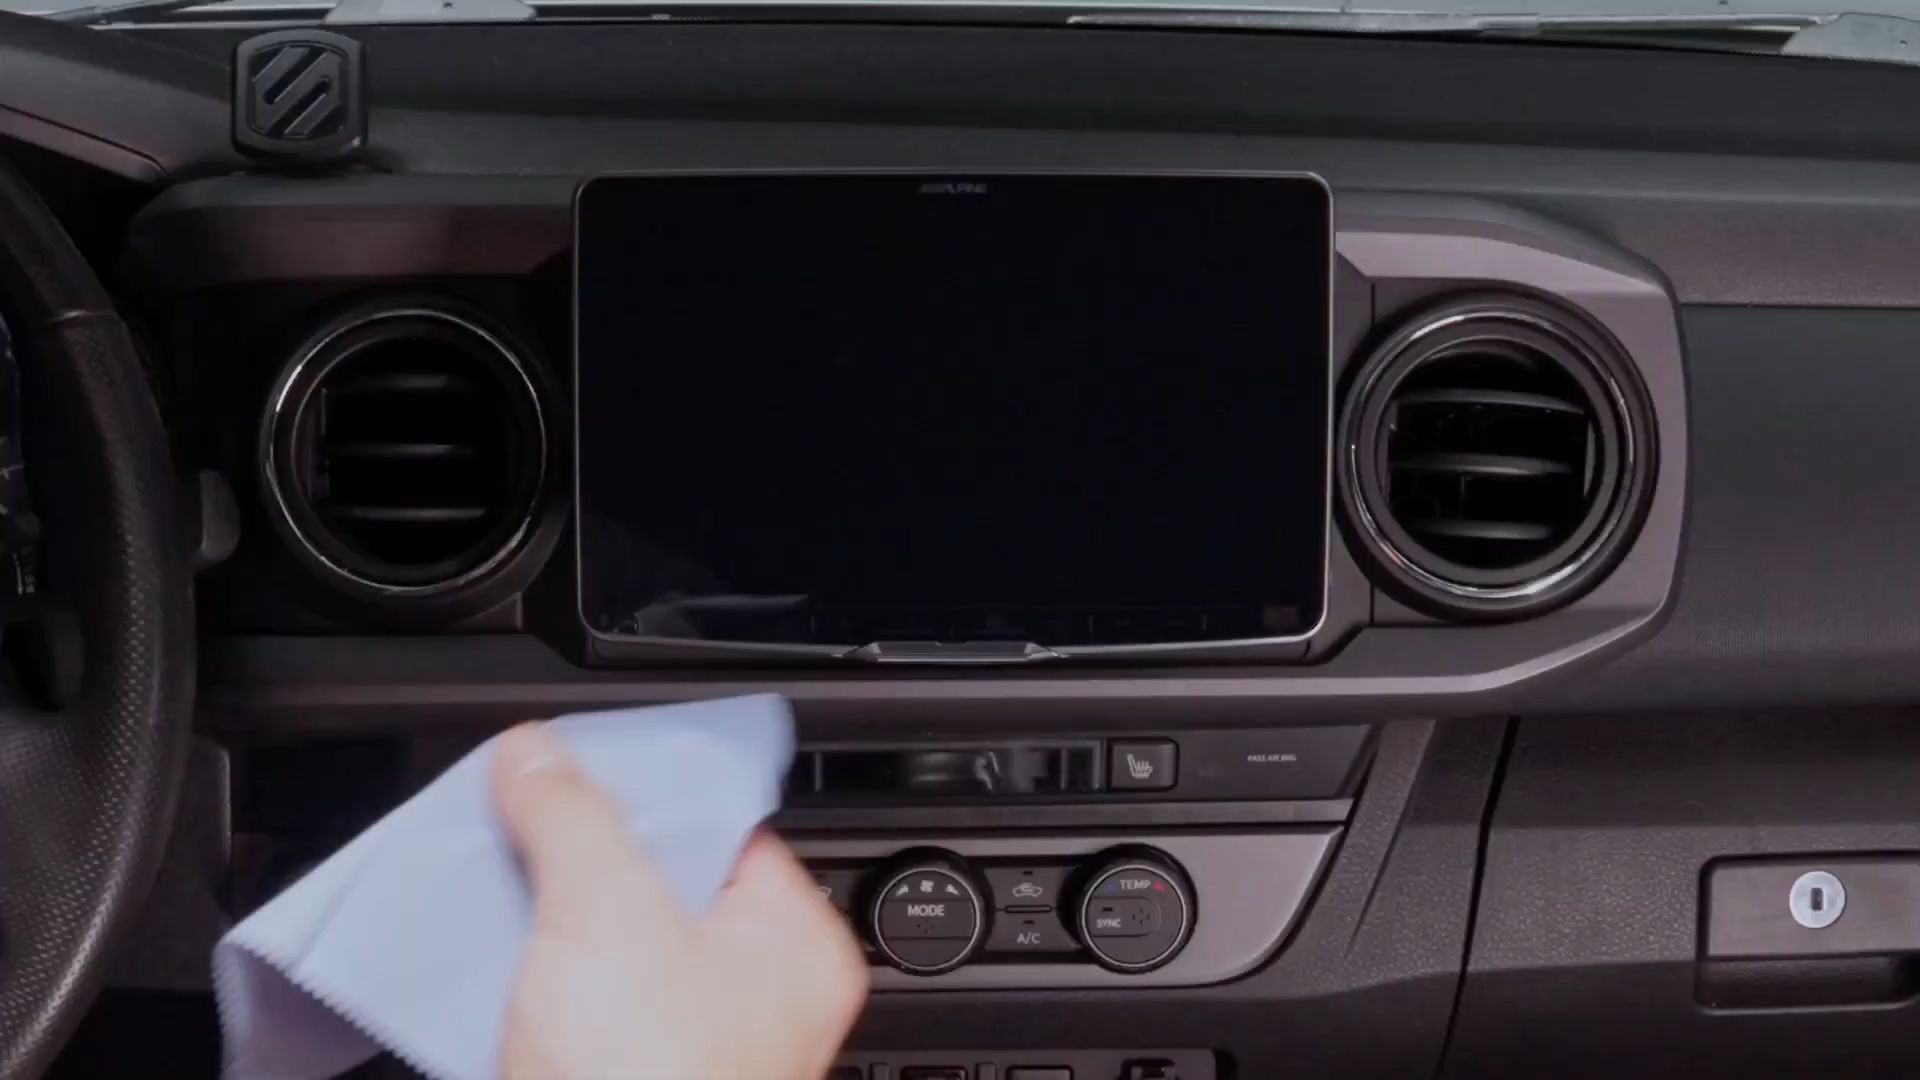 ALPINE
PASS AIR BAG
MODE
A/C
TEMP
SYNC